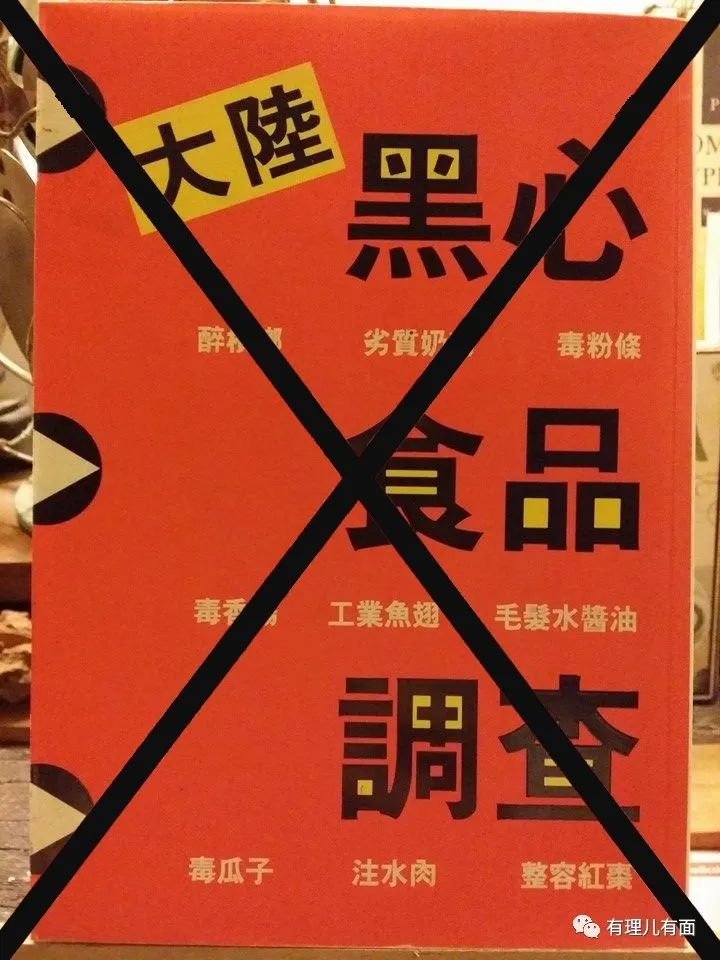 大陸
黑心
劣質奶 毒粉條
食品
毒香 工業魚翅 毛髮水醬油
調查
毒瓜子 注水肉 整容紅棗
有理儿有面